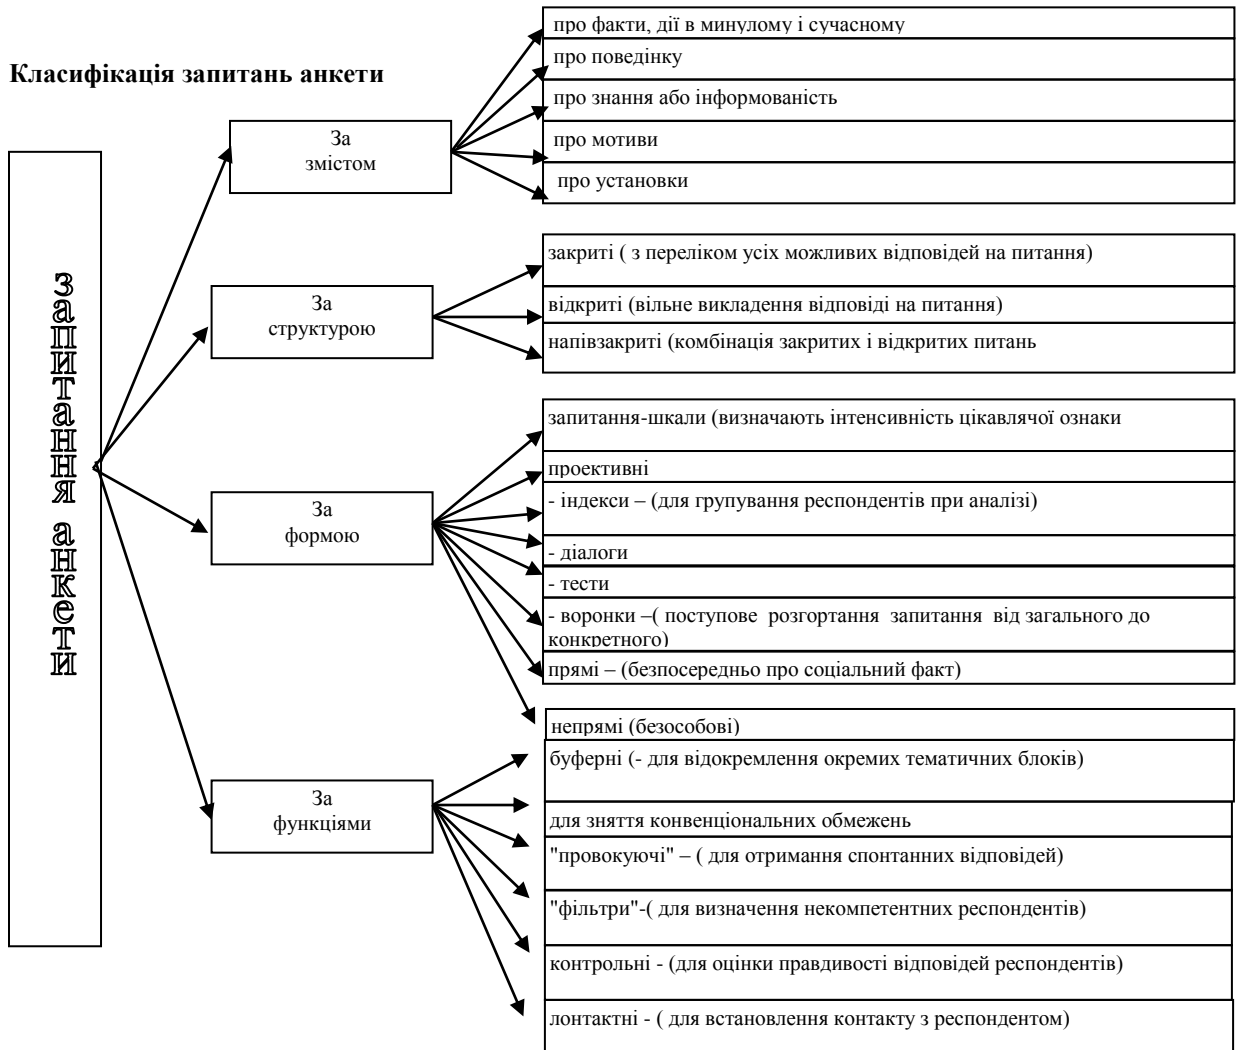 Класифікація запитань анкети
запитання анкети
За
змістом
про факти, дії в минулому і сучасному
про поведінку
про знання або інформованість
про мотиви
про установки
За
структурою
закриті ( з переліком усіх можливих відповідей на питання)
відкриті (вільне викладення відповіді на питання)
напівзакриті (комбінація закритих і відкритих питань
За
формою
запитання-шкали (визначають інтенсивність цікавлячої ознаки
проективні
- індекси – (для групування респондентів при аналізі)
- діалоги
- тести
- воронки –( поступове розгортання запитання від загального до
конкретного)
прямі – (безпосередньо про соціальний факт)
непрямі (безособові)
За
функціями
буферні (- для відокремлення окремих тематичних блоків)
для зняття конвенціональних обмежень
"провокуючі" – ( для отримання спонтанних відповідей)
"фільтри"-( для визначення некомпетентних респондентів)
контрольні - (для оцінки правдивості відповідей респондентів)
лонтактні - ( для встановлення контакту з респондентом)